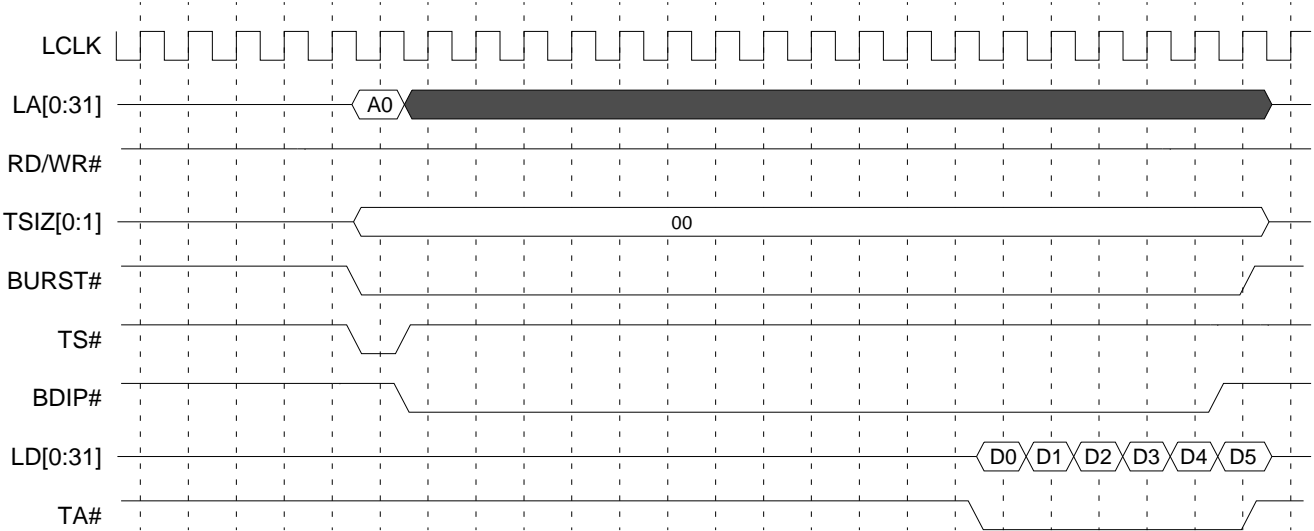 LCLK
LA[0:31] A0
RD/WR#
TSIZ[0:1] 00
BURST#
TS#
BDIP#
LD[0:31] D0 D1 D2 D3 D4 D5
TA#